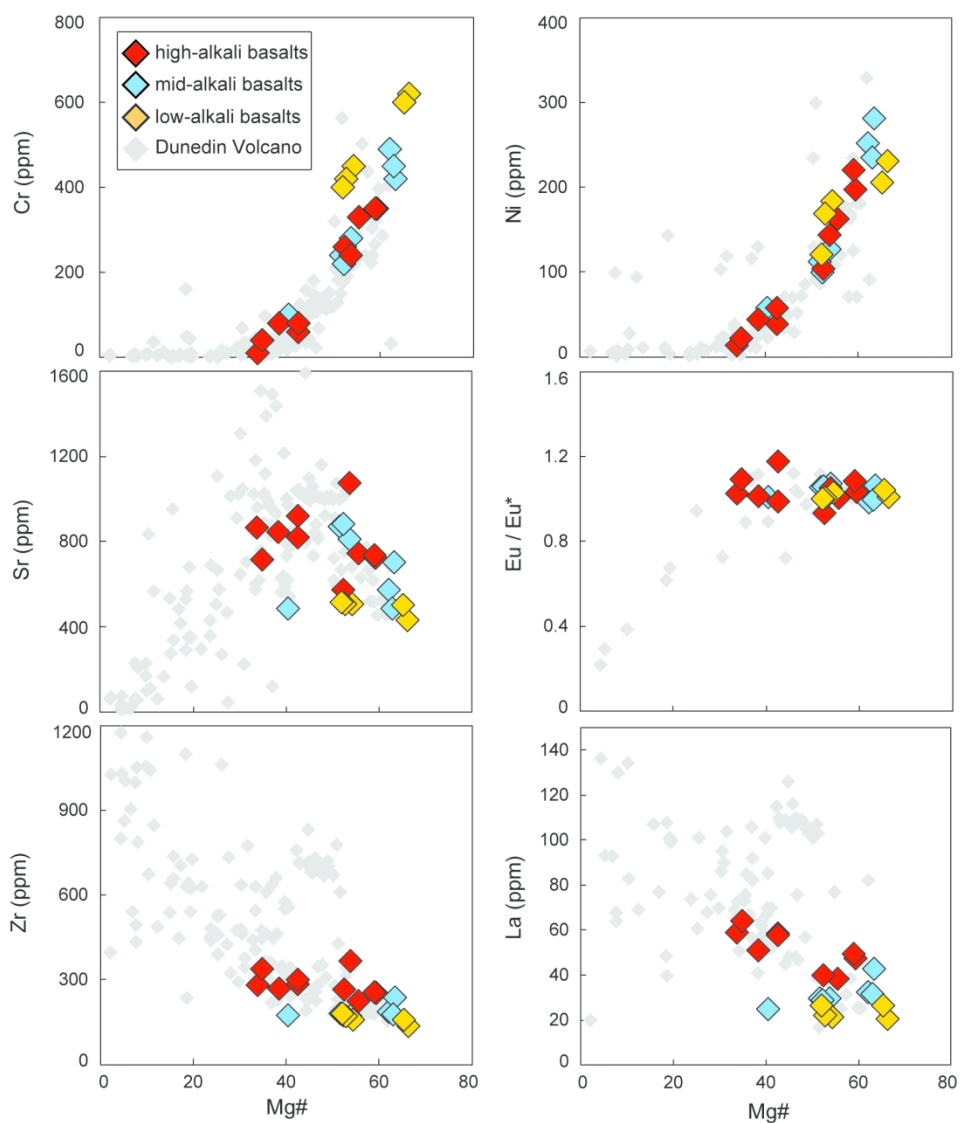 800
600
400
200
0
Cr (ppm)
high-alkali basalts
mid-alkali basalts
low-alkali basalts
Dunedin Volcano
400
300
200
100
0
Ni (ppm)
1600
1200
800
400
0
Sr (ppm)
1.6
1.2
0.8
0.4
0
Eu / Eu*
1200
900
600
300
0
Zr (ppm)
0 20 40 60 80
Mg#
140
120
100
80
60
40
20
0
La (ppm)
0 20 40 60 80
Mg#